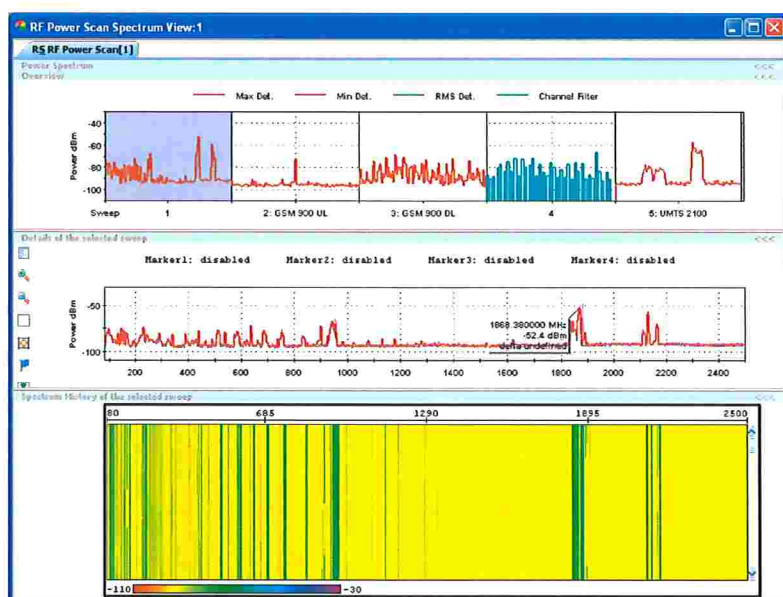 RF Power Scan Spectrum View:1
RS RF Power Scan[1]
Power Spectrum
<<<
Overview
<<<
Max Det. Min Det. RMS Det. Channel Filter
Power dBm
-40
-60
-80
-100
Sweep 1 2: GSM 900 UL 3: GSM 900 DL 4 5: UMTS 2100
Details of the selected sweep
<<<
Marker1: disabled Marker2: disabled Marker3: disabled Marker4: disabled
Power dBm
-50
-100
1868.380000 MHz
-52.4 dBm
delta undefined
200 400 600 800 1000 1200 1400 1600 1800 2000 2200 2400
Spectrum History of the selected sweep
<<<
80 685 1290 1895 2500
-110 -30